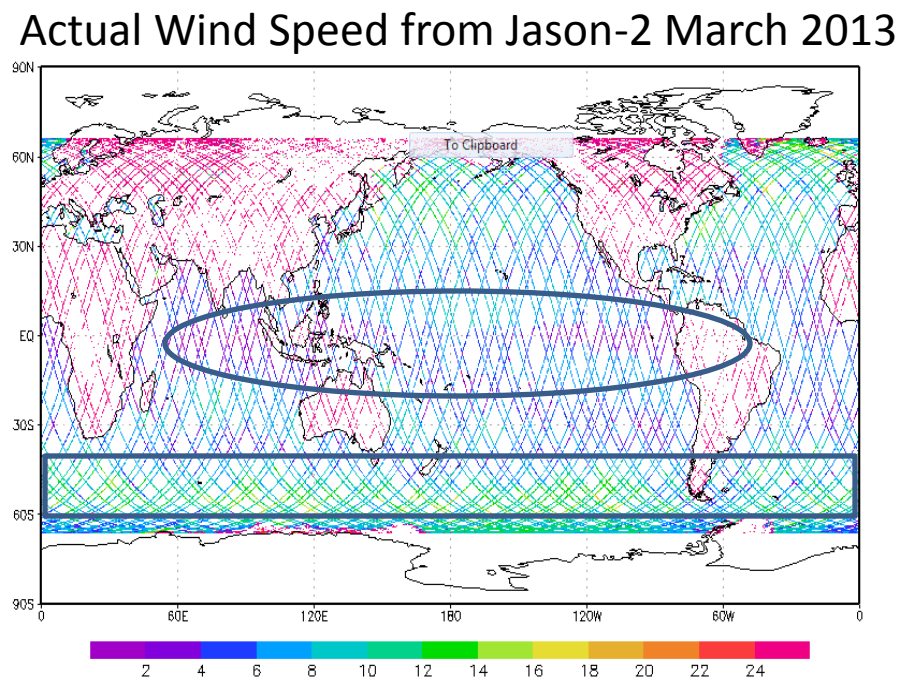 Actual Wind Speed from Jason-2 March 2013
90N
To Clipboard
60N
30N
EQ
30S
60S
90S
0 60E 120E 180 120W 60W 0
2 4 6 8 10 12 14 16 18 20 22 24